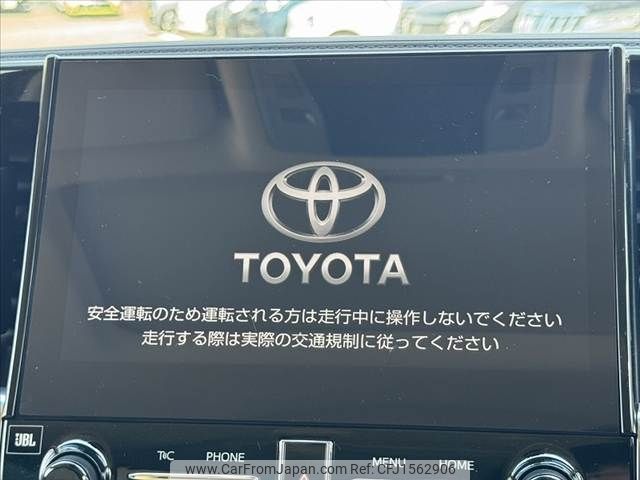 TOYOTA
安全運転のため運転される方は走行中に操作しないでください
走行する際は実際の交通規制に従ってください
JBL
T@C PHONE MENU HOME
www.CarFromJapan.com Ref.No CFJ1562906